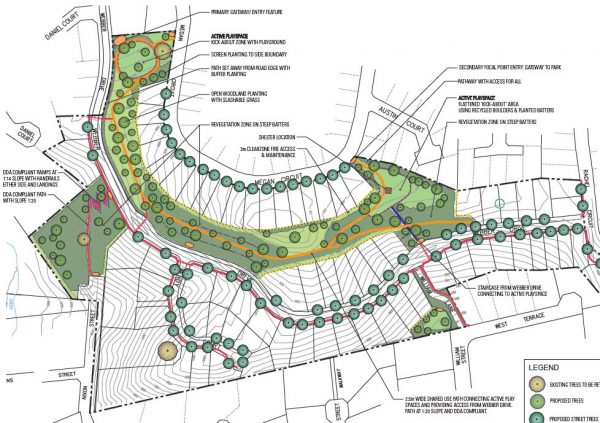 DANIEL COURT
WEBBER
DRIVE
MEGAN
PRIMARY GATEWAY/ ENTRY FEATURE
ACTIVE PLAYSPACE
KICK-ABOUT ZONE WITH PLAYGROUND
SCREEN PLANTING TO SIDE BOUNDARY
PATH SET AWAY FROM ROAD EDGE WITH
BUFFER PLANTING
OPEN WOODLAND PLANTING
WITH SLASHABLE GRASS
REVEGETATION ZONE ON STEEP BATTERS
SHELTER LOCATION
3m CLEARZONE FIRE ACCESS
& MAINTENANCE
SECONDARY FOCAL POINT ENTRY, GATEWAY TO PARK
PATHWAY WITH ACCESS FOR ALL
ACTIVE PLAYSPACE
FLATTENED 'KICK-ABOUT' AREA
USING RECYCLED BOULDERS & PLANTED BATTERS
REVEGETATION ZONE ON STEEP BATTERS
AUSTIN
COURT
DANIEL
COURT
DDA COMPLIANT RAMPS AT
1:14 SLOPE WITH HANDRAILS
EITHER SIDE AND LANDINGS
DDA COMPLIANT PATH
WITH SLOPE 1:20
MEGAN CIRCUIT
CIRCUIT
STAIRCASE FROM WEBBER DRIVE
CONNECTING TO ACTIVE PLAYSPACE
WEST TERRACE
WILLIAM
STREET
STREET
NIXON
NS
STREET
2.5m WIDE SHARED USE PATH CONNECTING ACTIVE PLAY
SPACES AND PROVIDING ACCESS FROM WEBBER DRIVE.
PATH AT 1:20 SLOPE AND DDA COMPLIANT.
LEGEND
EXISTING TREES TO BE RE
PROPOSED TREES
PROPOSED STREET TREES